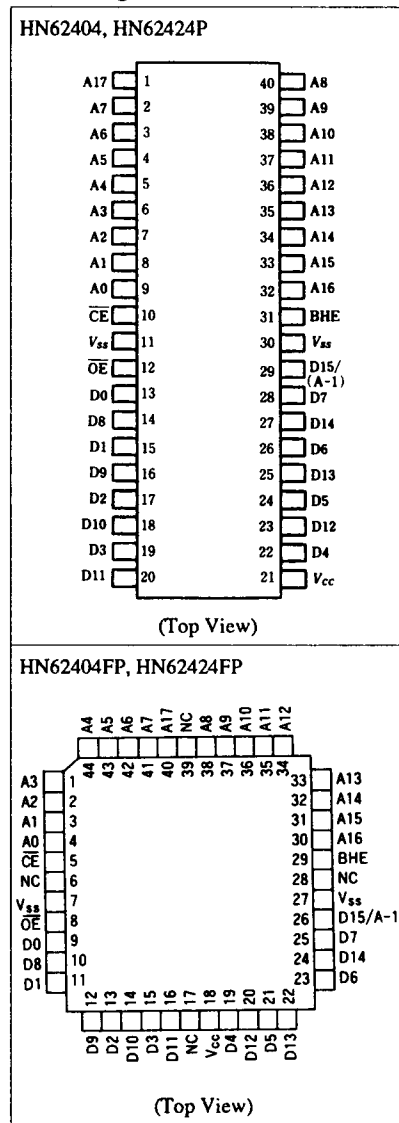 HN62404, HN62424P
A17 1 40 A8
A7 2 39 A9
A6 3 38 A10
A5 4 37 A11
A4 5 36 A12
A3 6 35 A13
A2 7 34 A14
A1 8 33 A15
A0 9 32 A16
CE 10 31 BHE
Vss 11 30 Vss
OE 12 29 D15/
(A-1)
D0 13 28 D7
D8 14 27 D14
D1 15 26 D6
D9 16 25 D13
D2 17 24 D5
D10 18 23 D12
D3 19 22 D4
D11 20 21 Vcc
(Top View)
HN62404FP, HN62424FP
A4 A5 A6 A7 A17 NC A8 A9 A10 A11 A12
44 43 42 41 40 39 38 37 36 35 34
A3 1 33 A13
A2 2 32 A14
A1 3 31 A15
A0 4 30 A16
CE 5 29 BHE
NC 6 28 NC
Vss 7 27 Vss
OE 8 26 D15/A-1
D0 9 25 D7
D8 10 24 D14
D1 11 23 D6
12 13 14 15 16 17 18 19 20 21 22
D9 D2 D10 D3 D11 NC Vcc D4 D12 D5 D13
(Top View)